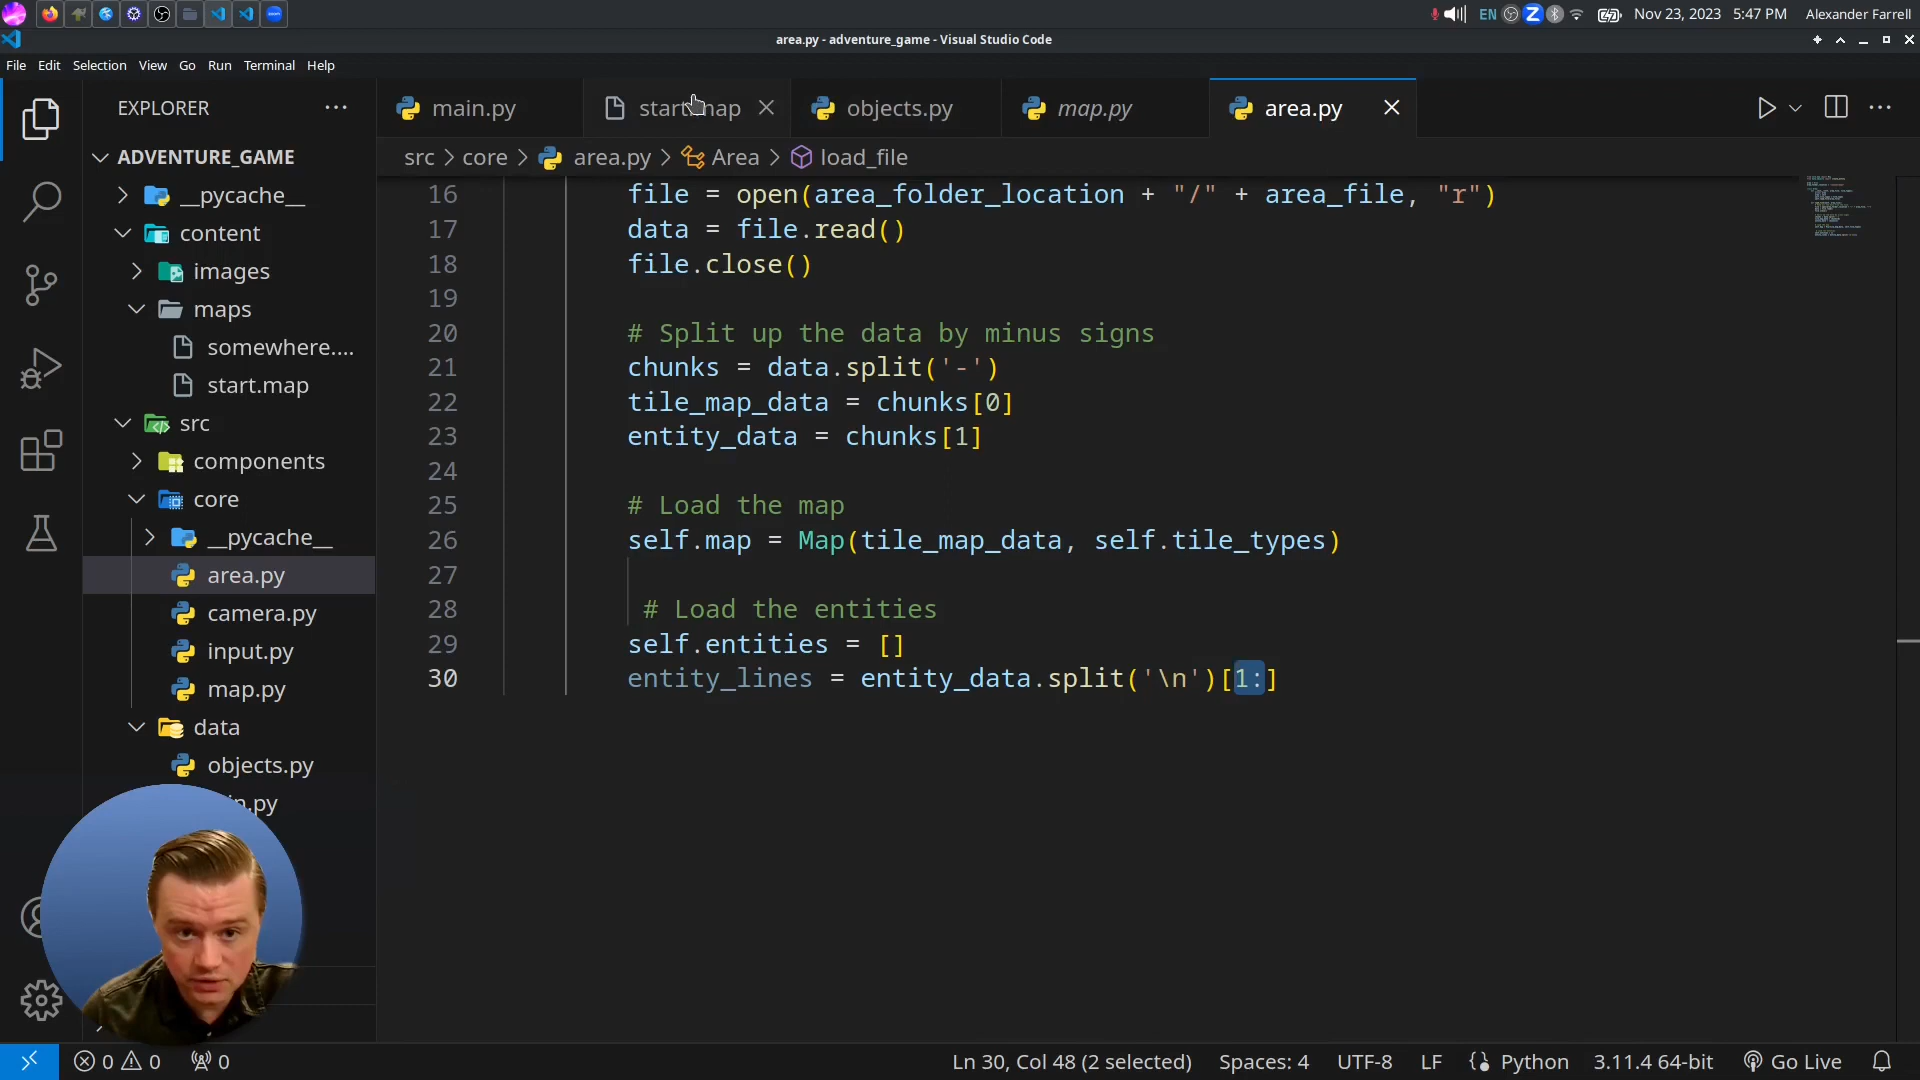 EN
Nov 23, 2023 5:47 PM Alexander Farrell
area.py - adventure_game - Visual Studio Code
File Edit Selection View Go Run Terminal Help
EXPLORER
main.py
objects.py
map.py
area.py
ADVENTURE_GAME
src > core > area.py > Area > load_file
__pycache__
content
images
maps
somewhere....
start.map
src
components
core
__pycache__
area.py
camera.py
input.py
map.py
data
objects.py
16 file = open(area_folder_location + "/" + area_file, "r")
17 data = file.read()
18 file.close()
19
20 # Split up the data by minus signs
21 chunks = data.split('-')
22 tile_map_data = chunks[0]
23 entity_data = chunks[1]
24
25 # Load the map
26 self.map = Map(tile_map_data, self.tile_types)
27
28 # Load the entities
29 self.entities = []
30 entity_lines = entity_data.split('\n')[1:]
0 0 0 Ln 30, Col 48 (2 selected) Spaces: 4 UTF-8 LF Python 3.11.4 64-bit Go Live